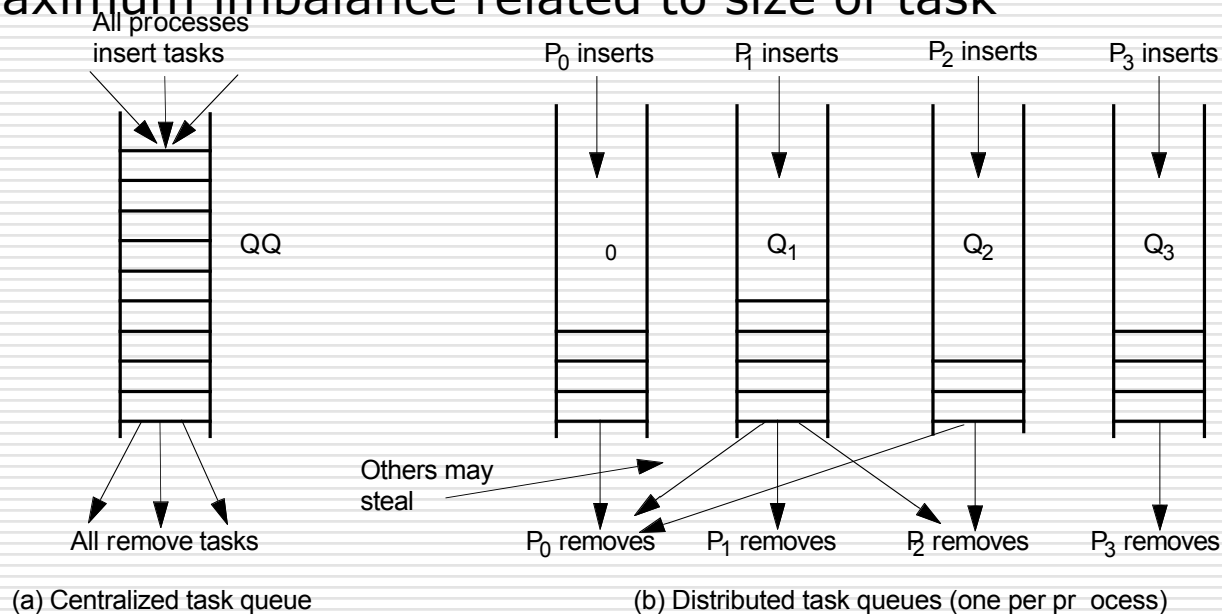 aximum imbalance related to size of task
All processes
insert tasks
P0 inserts
P1 inserts
P2 inserts
P3 inserts
QQ
0
Q1
Q2
Q3
Others may
steal
All remove tasks
P0 removes
P1 removes
P2 removes
P3 removes
(a) Centralized task queue
(b) Distributed task queues (one per pr ocess)